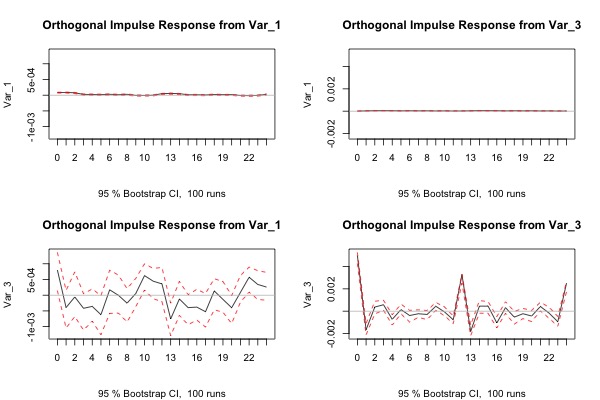 Orthogonal Impulse Response from Var_1
Var_1
-1e-03 5e-04
0 2 4 6 8 10 13 16 19 22
95 % Bootstrap CI, 100 runs
Orthogonal Impulse Response from Var_3
Var_1
-0.002 0.002
0 2 4 6 8 10 13 16 19 22
95 % Bootstrap CI, 100 runs
Orthogonal Impulse Response from Var_1
Var_3
-1e-03 5e-04
0 2 4 6 8 10 13 16 19 22
95 % Bootstrap CI, 100 runs
Orthogonal Impulse Response from Var_3
Var_3
-0.002 0.002
0 2 4 6 8 10 13 16 19 22
95 % Bootstrap CI, 100 runs